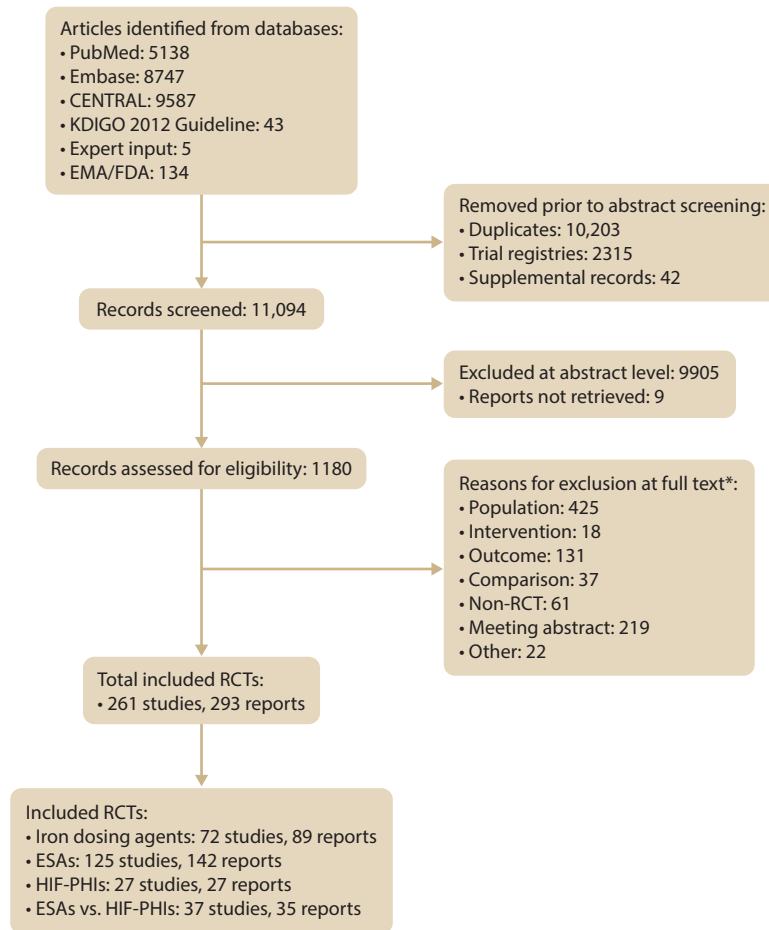 Articles identified from databases:
• PubMed: 5138
• Embase: 8747
• CENTRAL: 9587
• KDIGO 2012 Guideline: 43
• Expert input: 5
• EMA/FDA: 134
Removed prior to abstract screening:
• Duplicates: 10,203
• Trial registries: 2315
• Supplemental records: 42
Records screened: 11,094
Excluded at abstract level: 9905
• Reports not retrieved: 9
Records assessed for eligibility: 1180
Reasons for exclusion at full text*:
• Population: 425
• Intervention: 18
• Outcome: 131
• Comparison: 37
• Non-RCT: 61
• Meeting abstract: 219
• Other: 22
Total included RCTs:
• 261 studies, 293 reports
Included RCTs:
• Iron dosing agents: 72 studies, 89 reports
• ESAs: 125 studies, 142 reports
• HIF-PHIs: 27 studies, 27 reports
• ESAs vs. HIF-PHIs: 37 studies, 35 reports